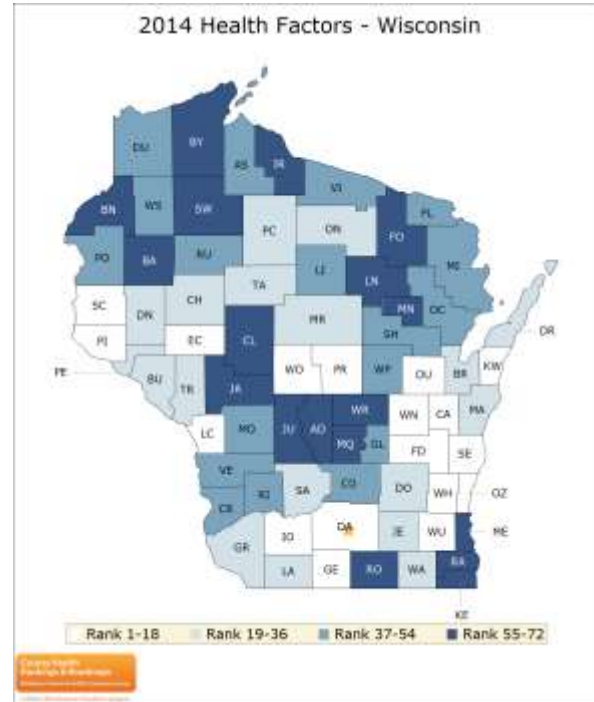 2014 Health Factors - Wisconsin
BY
DU
AS
IR
VI
BN
WS
SW
FL
ON
PC
FO
PO
BA
RU
MI
LI
LN
TA
SC
CH
MN
OC
DN
MR
PI
EC
CL
SH
DR
PE
WO
PR
WP
BR
KW
BU
TR
JA
OU
WR
WN
CA
MA
LC
MO
JU
AD
MQ
GL
FD
SE
VE
SA
CO
DO
WH
OZ
CR
RI
DA
IO
JE
WU
ME
GR
LA
GE
RO
WA
RA
KE
Rank 1-18 Rank 19-36 Rank 37-54 Rank 55-72
County Health
Rankings & Roadmaps